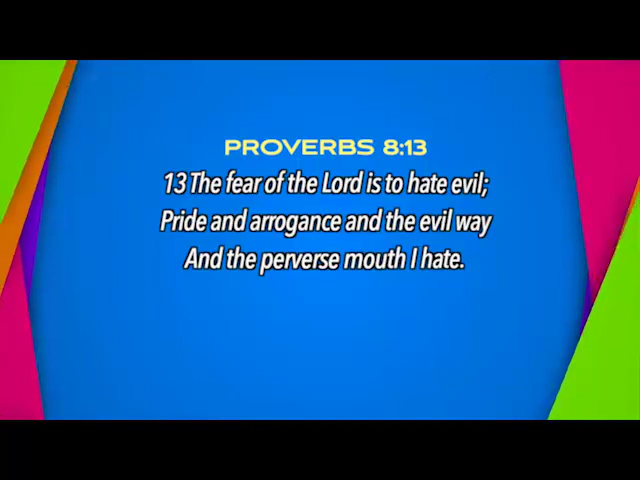 PROVERBS 8:13
13 The fear of the Lord is to hate evil;
Pride and arrogance and the evil way
And the perverse mouth I hate.